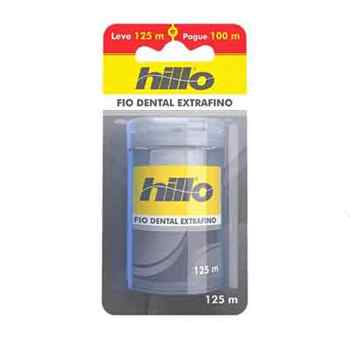 Leve 125 m Pague 100 m
hillo
FIO DENTAL EXTRAFINO
hillo
FIO DENTAL EXTRAFINO
125 m
125 m